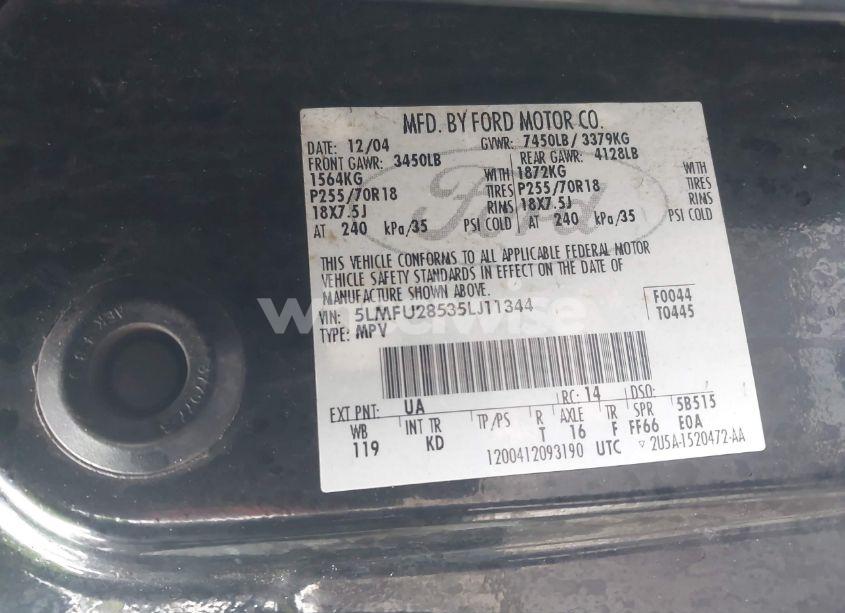 MFD. BY FORD MOTOR CO.
DATE: 12/04 GVWR: 7450LB / 3379KG
FRONT GAWR: 3450LB REAR GAWR: 4128LB
1564KG WITH 1872KG WITH
P255/70R18 TIRES P255/70R18 TIRES
18X7.5J RIMS 18X7.5J RIMS
AT 240 kPa/35 PSI COLD AT 240 kPa/35 PSI COLD
Ford
THIS VEHICLE CONFORMS TO ALL APPLICABLE FEDERAL MOTOR
VEHICLE SAFETY STANDARDS IN EFFECT ON THE DATE OF
MANUFACTURE SHOWN ABOVE.
VIN: 5LMFU28535LJ11344 F0044
TYPE: MPV T0445
EXT PNT: UA RC: 14 DSO:
WB INT TR TP/PS R AXLE TR SPR 5B515
119 KD T 16 F FF66 E0A
1200412093190 UTC ▽ 2U5A-1520472-AA